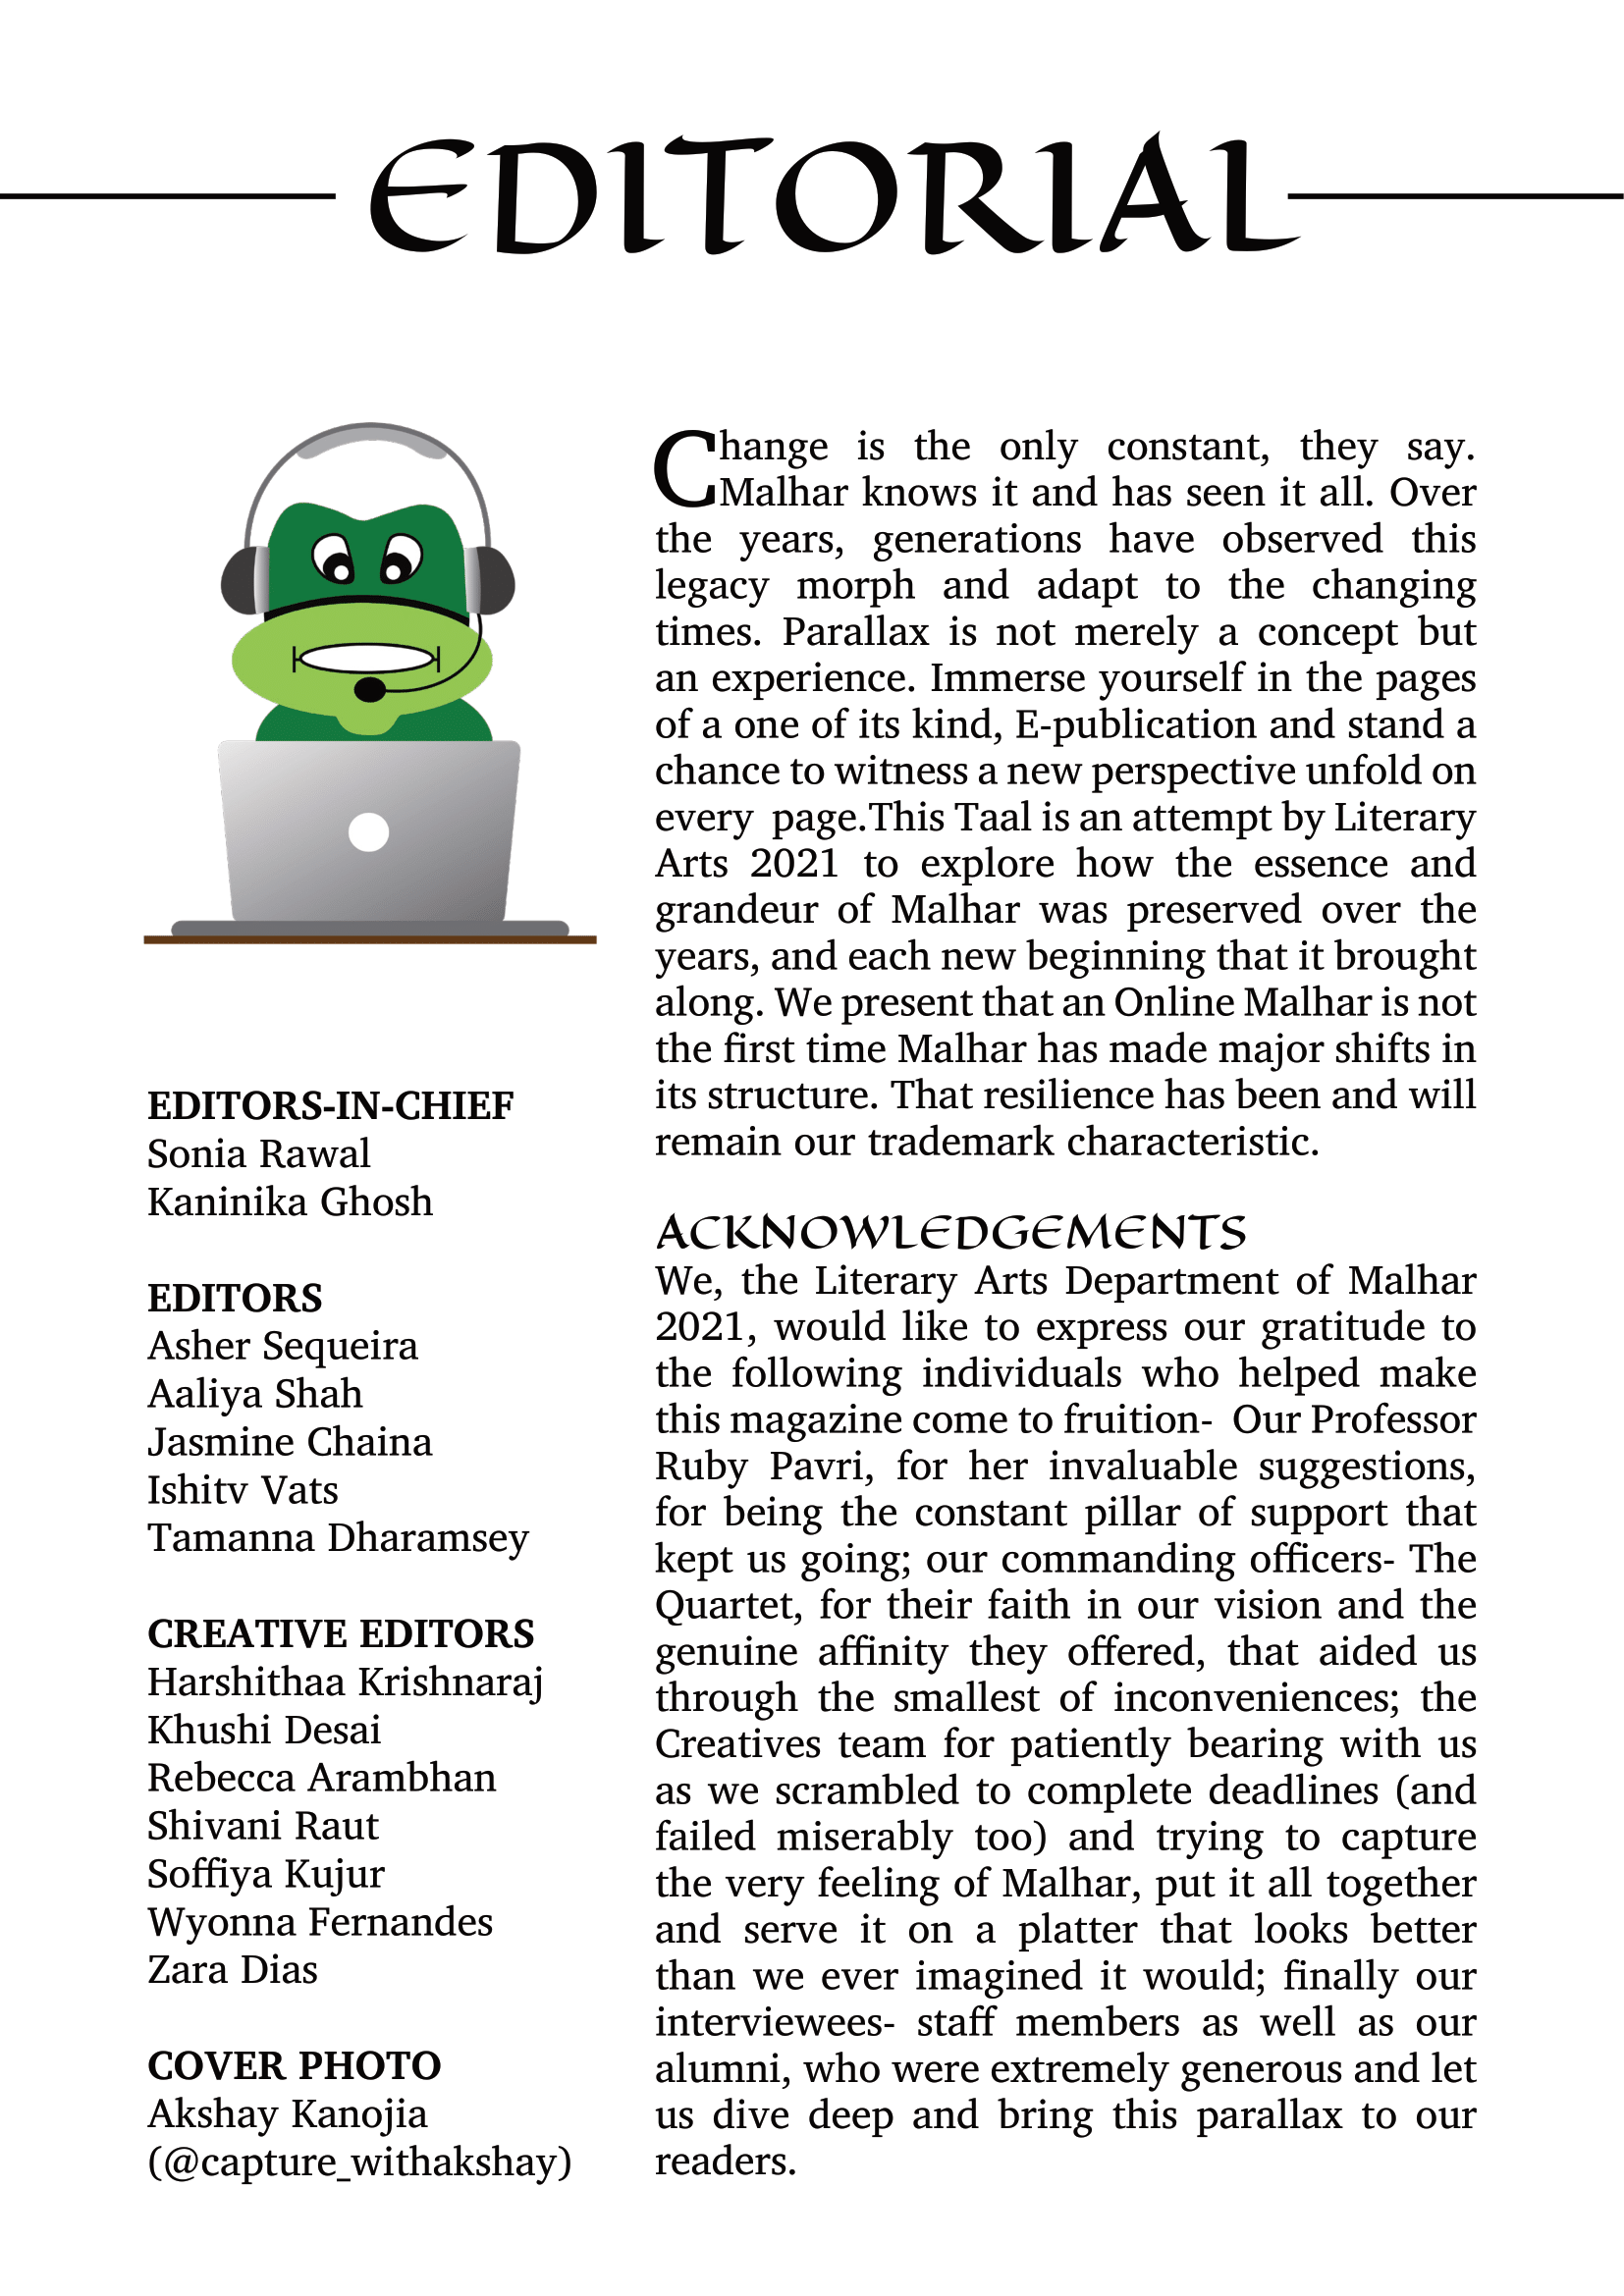 EDITORIAL
EDITORS-IN-CHIEF
Sonia Rawal
Kaninika Ghosh
EDITORS
Asher Sequeira
Aaliya Shah
Jasmine Chaina
Ishitv Vats
Tamanna Dharamsey
CREATIVE EDITORS
Harshithaa Krishnaraj
Khushi Desai
Rebecca Arambhan
Shivani Raut
Soffiya Kujur
Wyonna Fernandes
Zara Dias
COVER PHOTO
Akshay Kanojia
(@capture_withakshay)
Change is the only constant, they say.
Malhar knows it and has seen it all. Over
the years, generations have observed this
legacy morph and adapt to the changing
times. Parallax is not merely a concept but
an experience. Immerse yourself in the pages
of a one of its kind, E-publication and stand a
chance to witness a new perspective unfold on
every page.This Taal is an attempt by Literary
Arts 2021 to explore how the essence and
grandeur of Malhar was preserved over the
years, and each new beginning that it brought
along. We present that an Online Malhar is not
the first time Malhar has made major shifts in
its structure. That resilience has been and will
remain our trademark characteristic.
ACKNOWLEDGEMENTS
We, the Literary Arts Department of Malhar
2021, would like to express our gratitude to
the following individuals who helped make
this magazine come to fruition- Our Professor
Ruby Pavri, for her invaluable suggestions,
for being the constant pillar of support that
kept us going; our commanding officers- The
Quartet, for their faith in our vision and the
genuine affinity they offered, that aided us
through the smallest of inconveniences; the
Creatives team for patiently bearing with us
as we scrambled to complete deadlines (and
failed miserably too) and trying to capture
the very feeling of Malhar, put it all together
and serve it on a platter that looks better
than we ever imagined it would; finally our
interviewees- staff members as well as our
alumni, who were extremely generous and let
us dive deep and bring this parallax to our
readers.